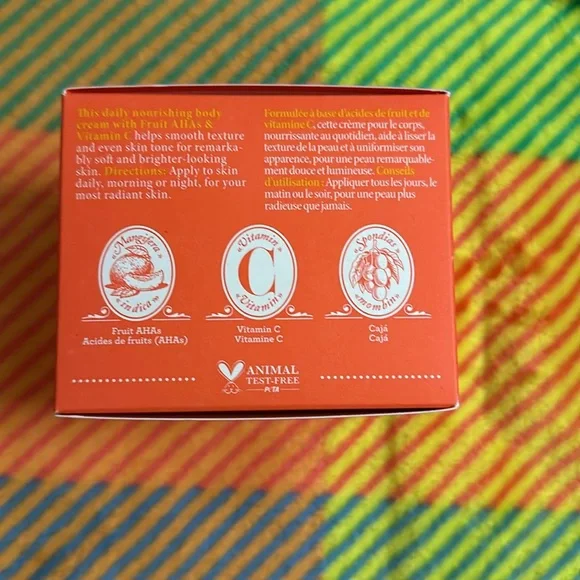 This daily nourishing body
cream with Fruit AHAs &
Vitamin C helps smooth texture
and even skin tone for remarka-
bly soft and brighter-looking
skin. Directions: Apply to skin
daily, morning or night, for your
most radiant skin.
Formulée à base d'acides de fruit et de
vitamine C, cette crème pour le corps,
nourrissante au quotidien, aide à lisser la
texture de la peau et à uniformiser son
apparence, pour une peau remarquable-
ment douce et lumineuse. Conseils
d'utilisation: Appliquer tous les jours, le
matin ou le soir, pour une peau plus
radieuse que jamais.
Mangifera
indica
Fruit AHAs
Acides de fruits (AHAs)
Vitamin
C
Vitamin
Vitamin C
Vitamine C
Spondias
mombin
Cajá
Cajá
ANIMAL
TEST-FREE
PETA